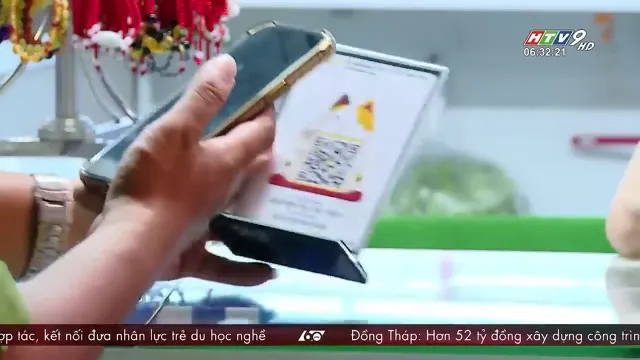 HTV9 HD
06:32:21
ợp tác, kết nối đưa nhân lực trẻ du học nghề 60 Đồng Tháp: Hơn 52 tỷ đồng xây dựng công trìn